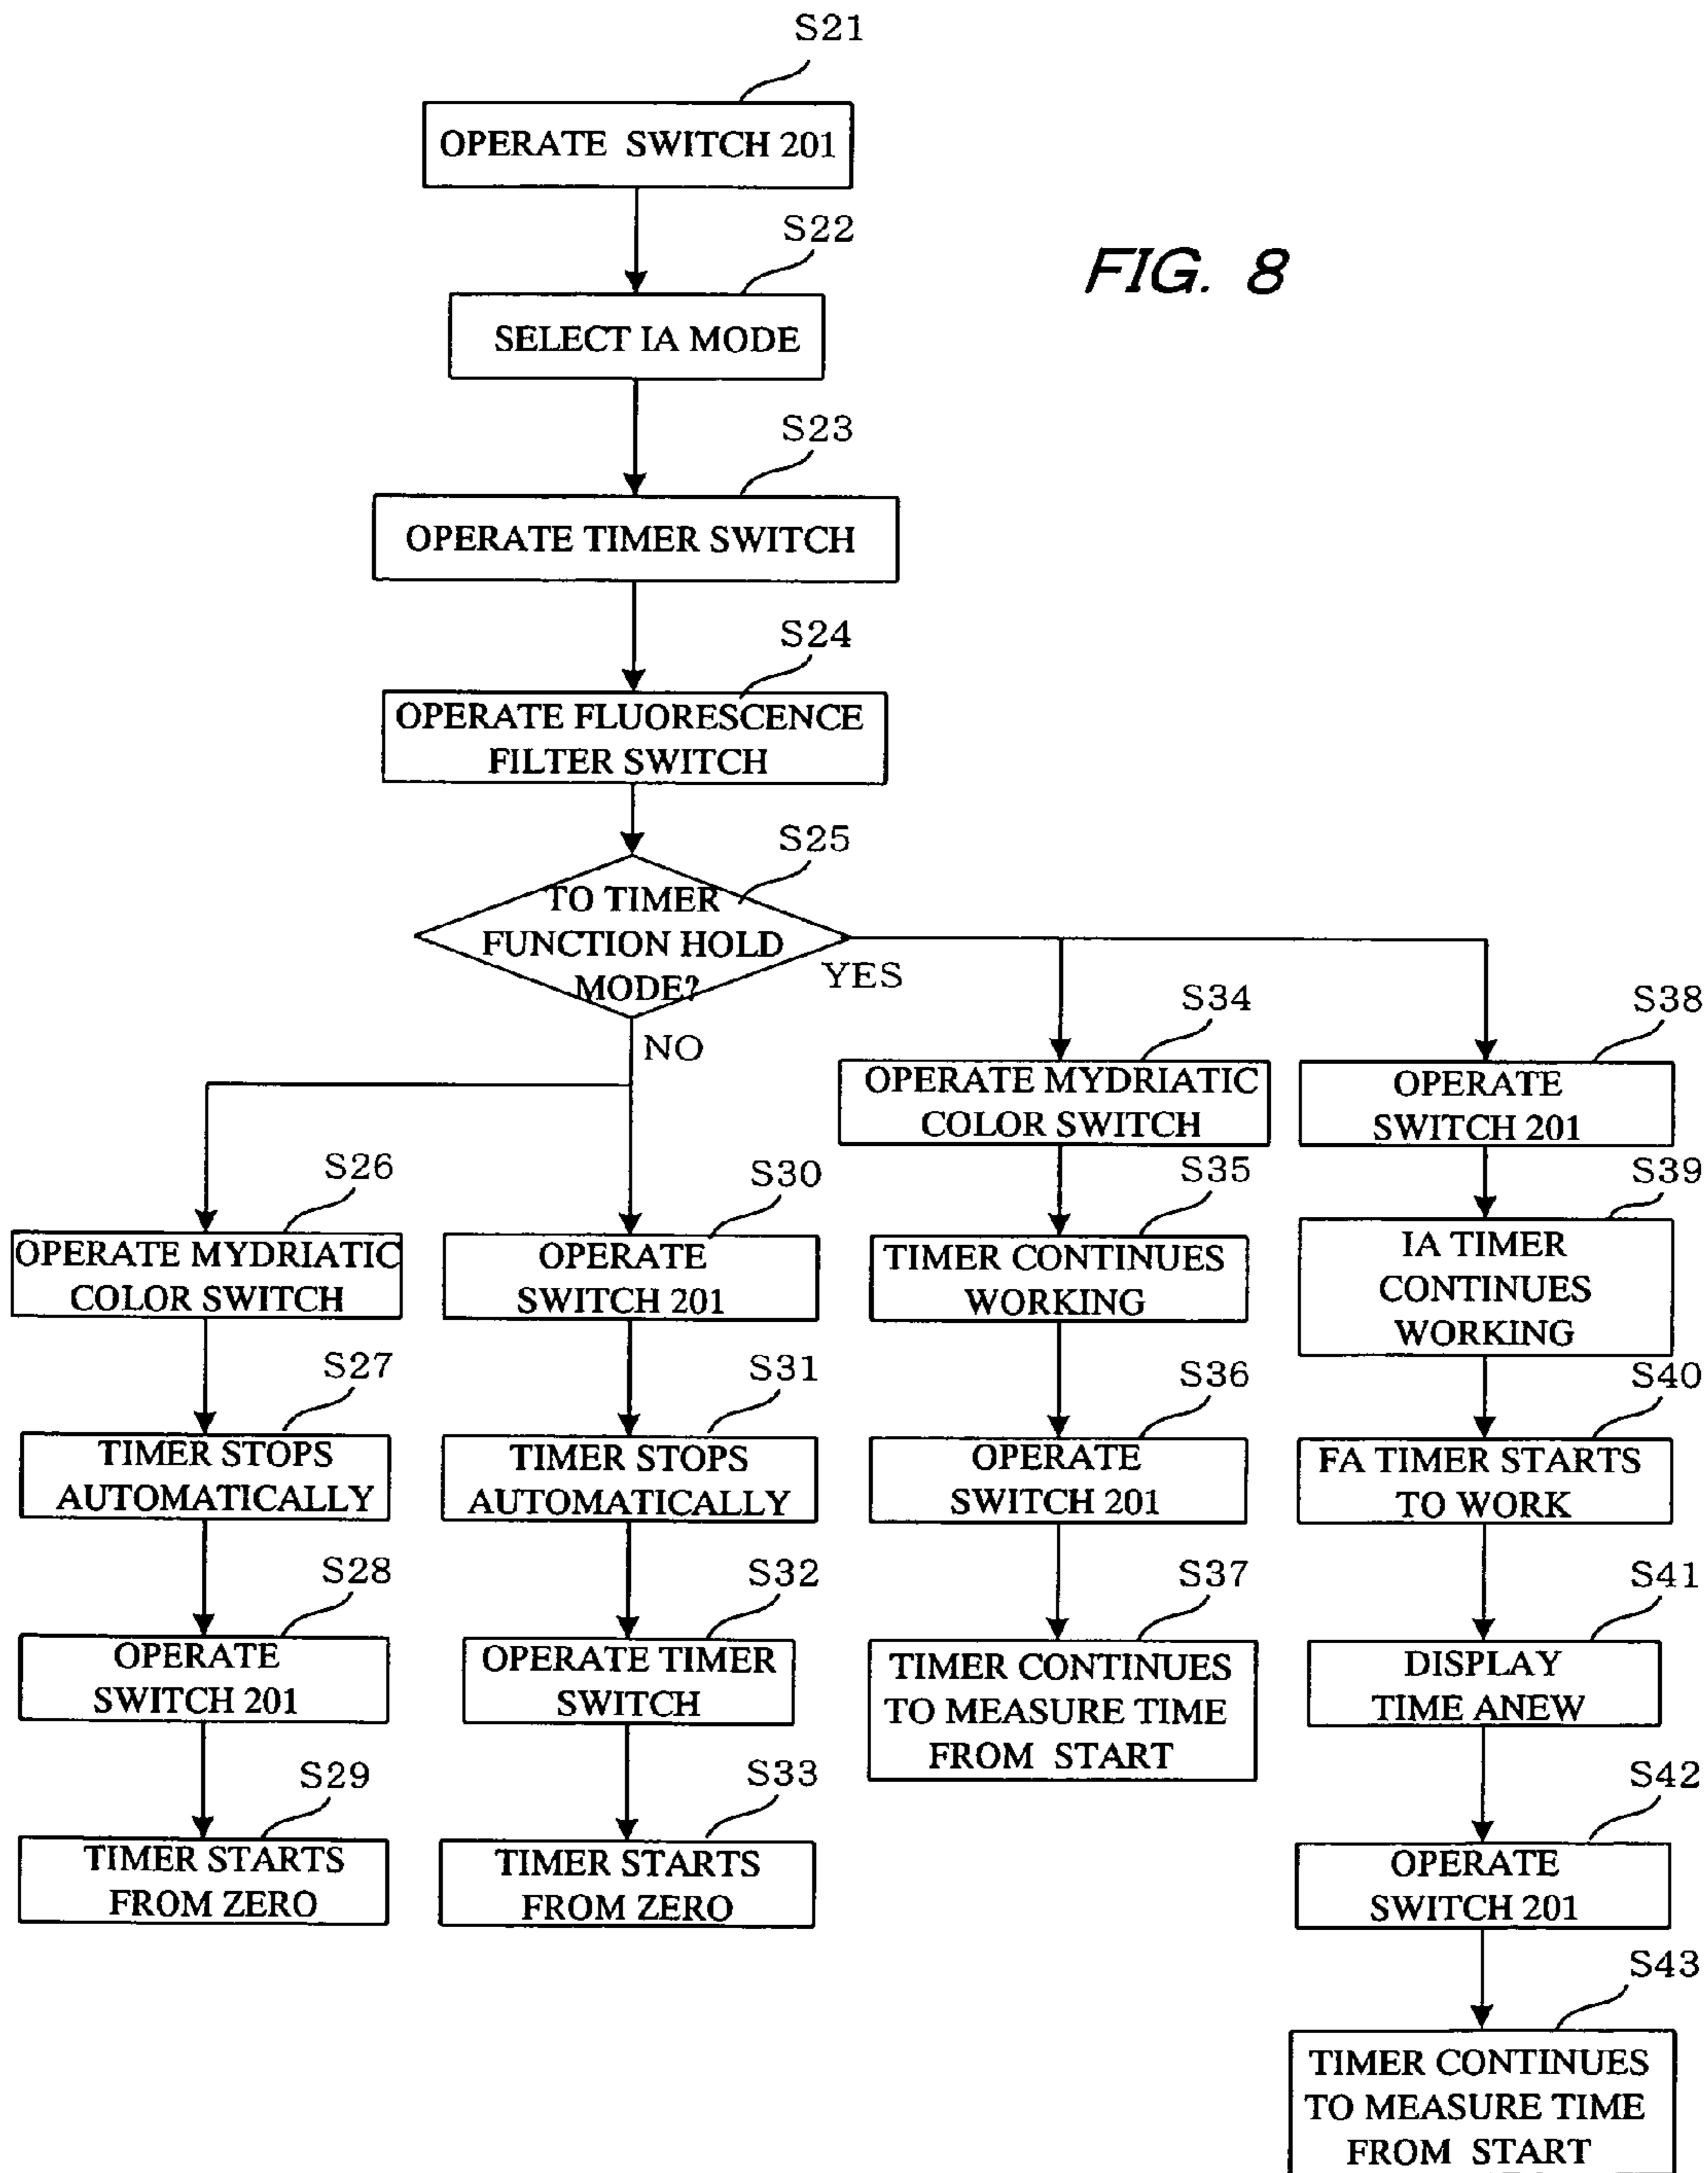 S21
OPERATE SWITCH 201
S22
FIG. 8
SELECT IA MODE
S23
OPERATE TIMER SWITCH
S24
OPERATE FLUORESCENCE
FILTER SWITCH
S25
TO TIMER
FUNCTION HOLD
MODE?
YES
NO
S26
OPERATE MYDRIATIC
COLOR SWITCH
S27
TIMER STOPS
AUTOMATICALLY
S28
OPERATE
SWITCH 201
S29
TIMER STARTS
FROM ZERO
S30
OPERATE
SWITCH 201
S31
TIMER STOPS
AUTOMATICALLY
S32
OPERATE TIMER
SWITCH
S33
TIMER STARTS
FROM ZERO
S34
OPERATE MYDRIATIC
COLOR SWITCH
S35
TIMER CONTINUES
WORKING
S36
OPERATE
SWITCH 201
S37
TIMER CONTINUES
TO MEASURE TIME
FROM START
S38
OPERATE
SWITCH 201
S39
IA TIMER
CONTINUES
WORKING
S40
FA TIMER STARTS
TO WORK
S41
DISPLAY
TIME ANEW
S42
OPERATE
SWITCH 201
S43
TIMER CONTINUES
TO MEASURE TIME
FROM START